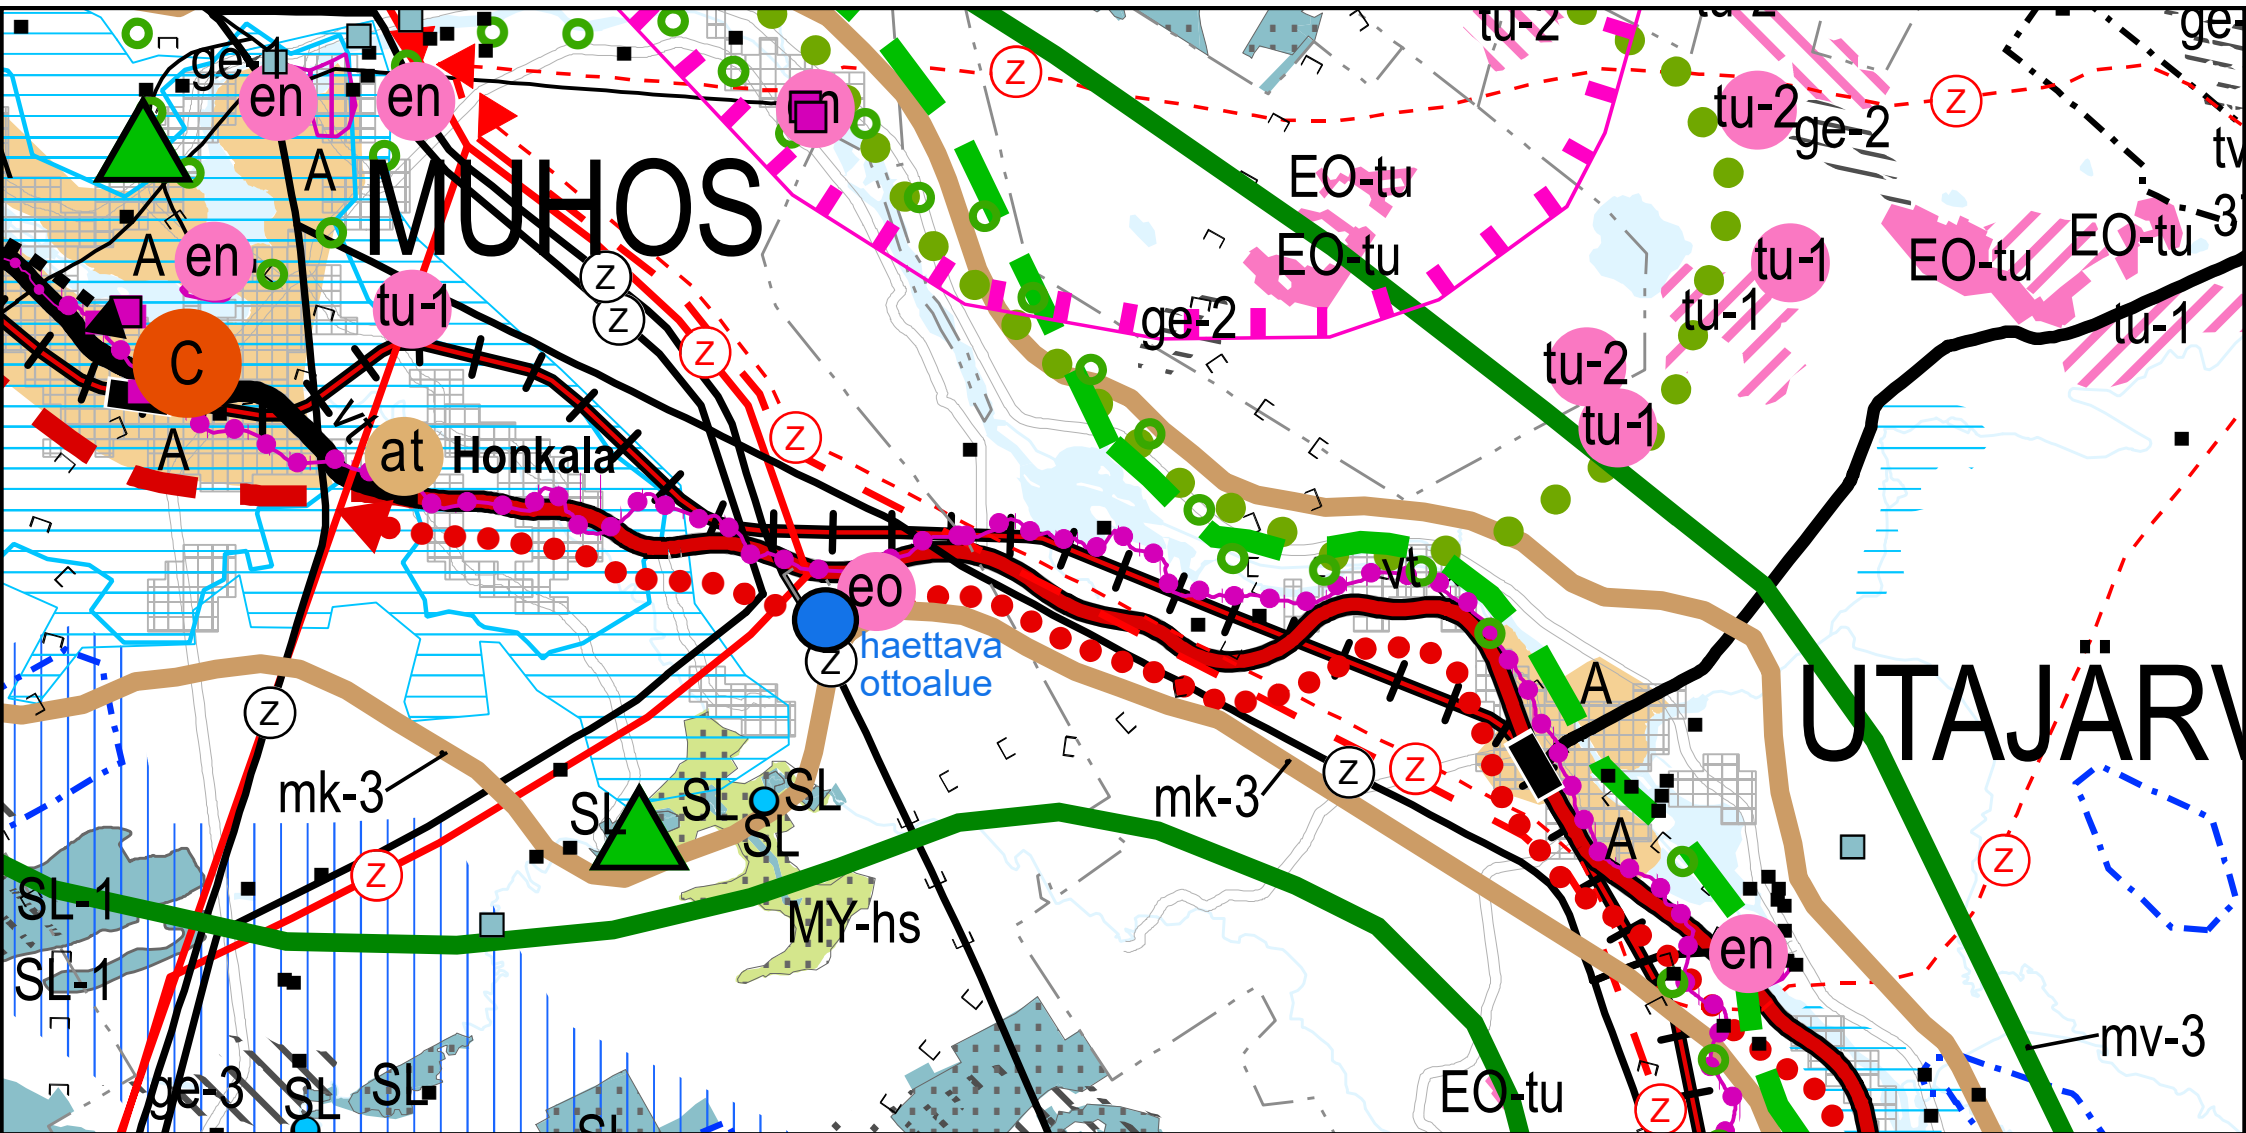 tu-2
ge-1
en
en
en
tu-2
ge-2
EO-tu
A
MUHOS
A
en
EO-tu
tu-1
EO-tu
EO-tu
37
z
z
z
z
z
tu-1
tu-1
ge-2
tu-1
C
z
tu-2
tu-1
vt
A
at
Honkala
z
vt
eo
haettava
ottoalue
z
A
UTAJÄRV
z
mk-3
mk-3
z
z
SL
SL
SL
SL
A
z
z
SL-1
MY-hs
SL-1
en
mv-3
ge-3
SL
SL
EO-tu
z